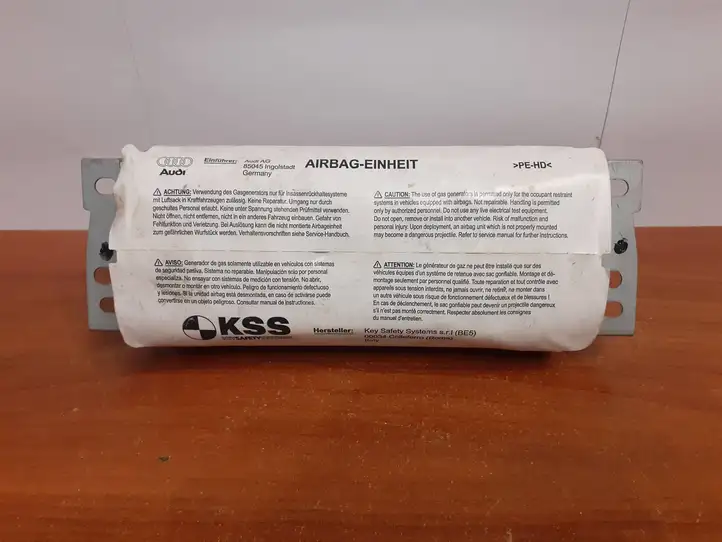 Audi
Einführer:
Audi AG
85045 Ingolstadt
Germany
AIRBAG-EINHEIT
>PE-HD<
ACHTUNG: Verwendung des Gasgenerators nur für Insassenrückhaltesysteme
mit Luftsack in Kraftfahrzeugen zulässig. Keine Reparatur. Umgang nur durch
geschultes Personal erlaubt. Keine unter Spannung stehenden Prüfmittel verwenden.
Nicht öffnen, nicht entfernen, nicht in ein anderes Fahrzeug einbauen. Gefahr von
Fehlfunktion und Verletzung. Bei Auslösung kann die nicht montierte Airbageinheit
zum gefährlichen Wurfstück werden. Verhaltensvorschriften siehe Service-Handbuch.
CAUTION: The use of gas generators is permitted only for the occupant restraint
systems in vehicles equipped with airbags. Not repairable. Handling is permitted
only by authorized personnel. Do not use any live electrical test equipment.
Do not open, remove or install into another vehicle. Risk of malfunction and
personal injury. Upon deployment, an airbag unit which is not properly mounted
may become a dangerous projectile. Refer to service manual for further instructions.
AVISO: Generador de gas solamente utilizable en vehículos con sistemas
de seguridad pasiva. Sistema no reparable. Manipulación sólo por personal
especializa. No ensayar con sistemas de medición con tensión. No abrir,
desmontar o montar en otro vehículo. Peligro de funcionamiento defectuoso
y lesiones. Si la unidad airbag está desmontada, en caso de activarse puede
convertirse en un objeto peligroso. Consultar manual de instrucciones.
ATTENTION: Le générateur de gaz ne peut être installé que sur des
véhicules équipés d'un système de retenue avec sac gonflable. Montage et dé-
montage seulement par personnel spécialisé. Toute réparation et tout contrôle avec
appareils sous tension interdits, ne jamais ouvrir, le redéfir, ne monter dans
un autre véhicule sous risque de fonctionnement défectueux et de blessures !
En cas de déclenchement, le sac gonflable peut devenir un projectile dangereux
s'il n'est pas monté correctement. Respecter absolument les consignes
du manuel d'entretien.
KSS
Hersteller:
Key Safety Systems s.r.l (BE5)
00034 Colleferro (Roma)